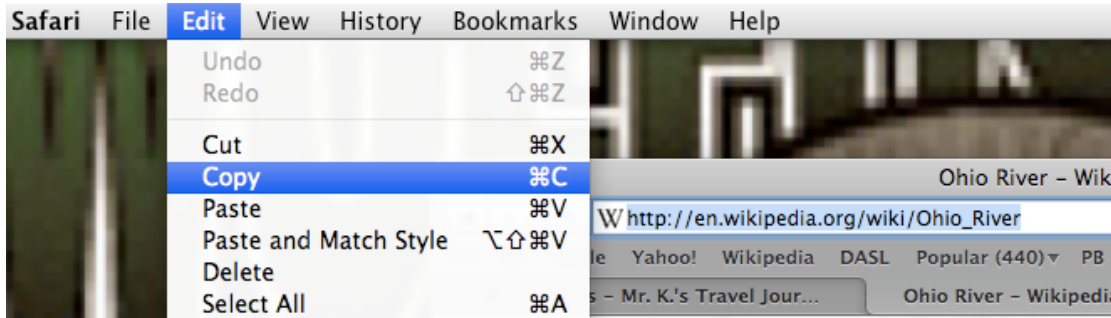 Safari File Edit View History Bookmarks Window Help
Undo ⌘Z
Redo ⇧⌘Z
Cut ⌘X
Copy ⌘C
Paste ⌘V
Paste and Match Style ⌥⇧⌘V
Delete
Select All ⌘A
Ohio River – Wik
W http://en.wikipedia.org/wiki/Ohio_River
le Yahoo! Wikipedia DASL Popular (440)▾ PB
s – Mr. K.'s Travel Jour... Ohio River – Wikipedi